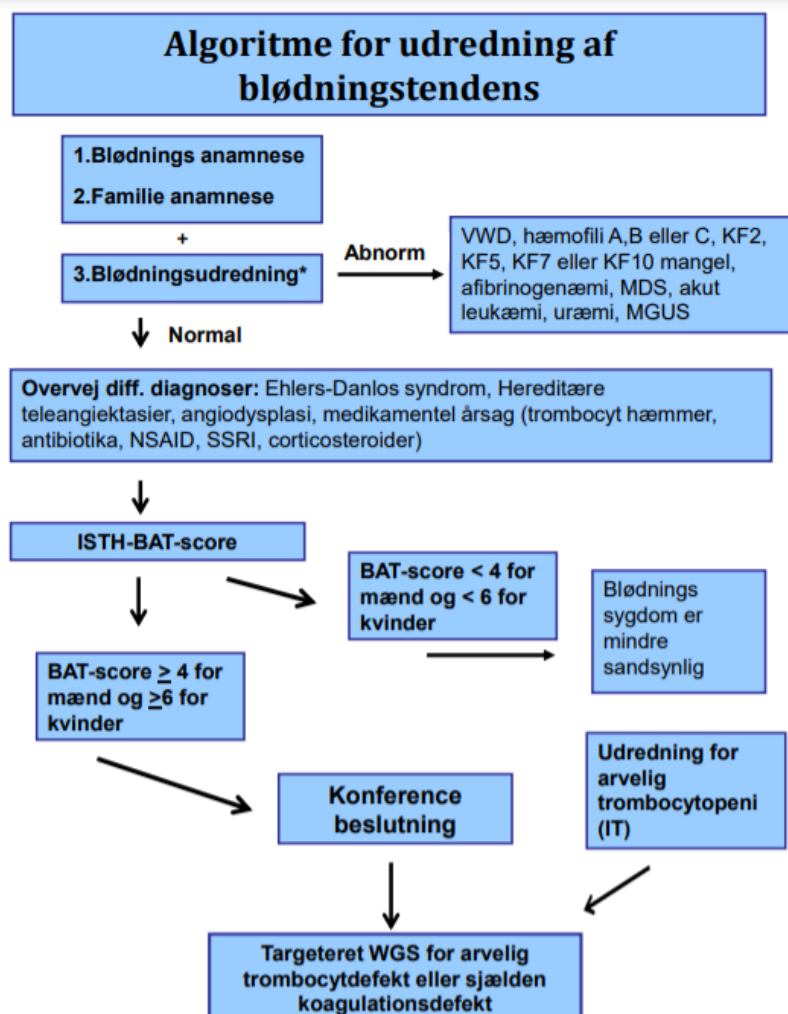 Algoritme for udredning af
blødningstendens
1.Blødnings anamnese
2.Familie anamnese
+
3.Blødningsudredning*
Abnorm
VWD, hæmofili A,B eller C, KF2,
KF5, KF7 eller KF10 mangel,
afibrinogenæmi, MDS, akut
leukæmi, uræmi, MGUS
Normal
Overvej diff. diagnoser: Ehlers-Danlos syndrom, Hereditære
teleangiektasier, angiodysplasi, medikamentel årsag (trombocyt hæmmer,
antibiotika, NSAID, SSRI, corticosteroider)
ISTH-BAT-score
BAT-score < 4 for
mænd og < 6 for
kvinder
Blødnings
sygdom er
mindre
sandsynlig
BAT-score ≥ 4 for
mænd og ≥6 for
kvinder
Konference
beslutning
Udredning for
arvelig
trombocytopeni
(IT)
Targeteret WGS for arvelig
trombocytdefekt eller sjælden
koagulationsdefekt